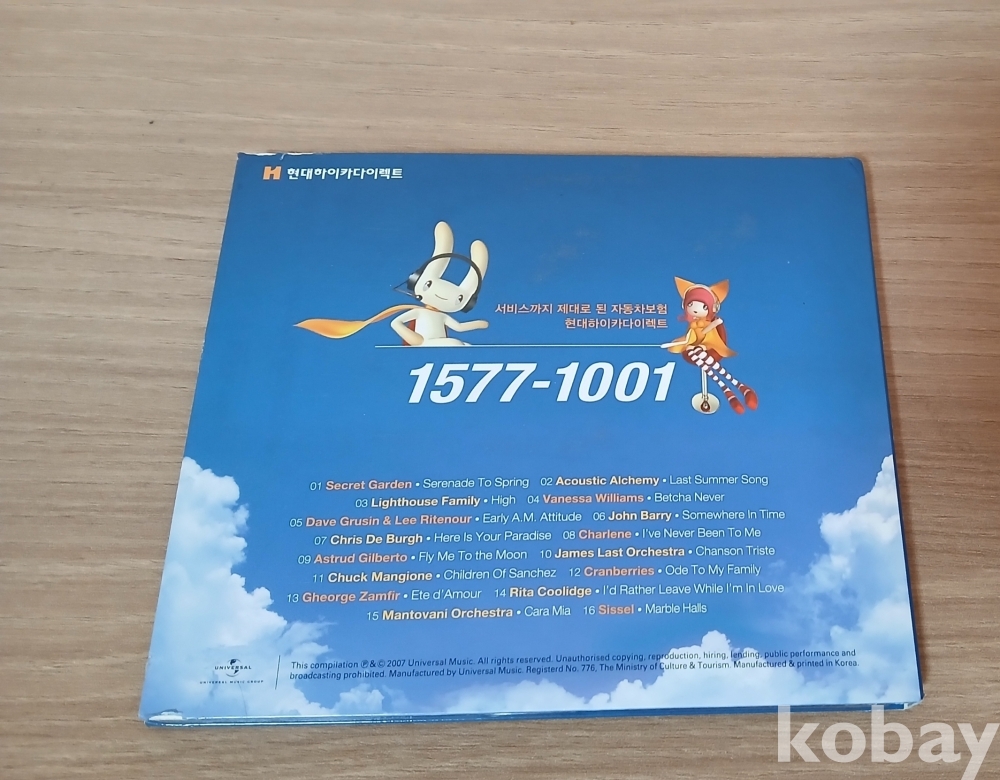 H 현대하이카다이렉트
서비스까지 제대로 된 자동차보험
현대하이카다이렉트
1577-1001
01 Secret Garden • Serenade To Spring 02 Acoustic Alchemy • Last Summer Song
03 Lighthouse Family • High 04 Vanessa Williams • Betcha Never
05 Dave Grusin & Lee Ritenour • Early A.M. Attitude 06 John Barry • Somewhere In Time
07 Chris De Burgh • Here Is Your Paradise 08 Charlene • I've Never Been To Me
09 Astrud Gilberto • Fly Me To the Moon 10 James Last Orchestra • Chanson Triste
11 Chuck Mangione • Children Of Sanchez 12 Cranberries • Ode To My Family
13 Gheorge Zamfir • Ete d'Amour 14 Rita Coolidge • I'd Rather Leave While I'm In Love
15 Mantovani Orchestra • Cara Mia 16 Sissel • Marble Halls
UNIVERSAL
UNIVERSAL MUSIC GROUP
This compilation ℗ & © 2007 Universal Music. All rights reserved. Unauthorised copying, reproduction, hiring, lending, public performance and
broadcasting prohibited. Manufactured by Universal Music. Registerd No. 776, The Ministry of Culture & Tourism. Manufactured & printed in Korea.
kobay